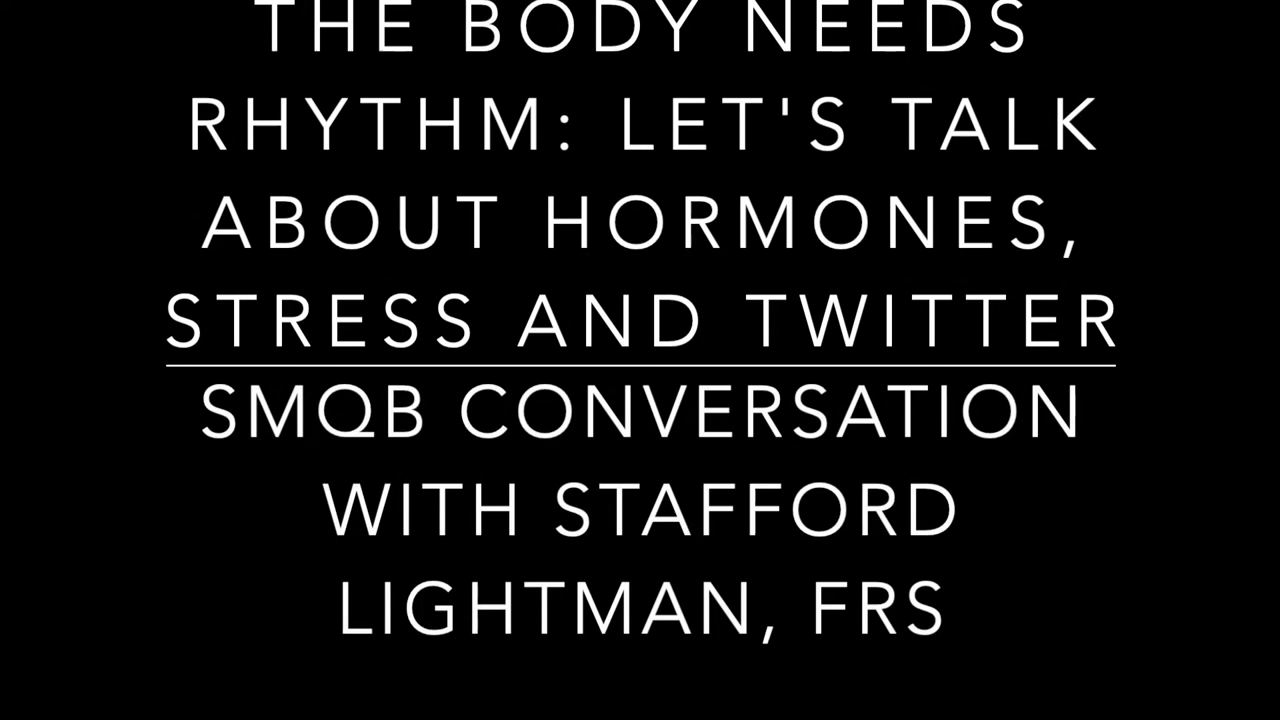 THE BODY NEEDS
RHYTHM: LET'S TALK
ABOUT HORMONES,
STRESS AND TWITTER
SMQB CONVERSATION
WITH STAFFORD
LIGHTMAN, FRS